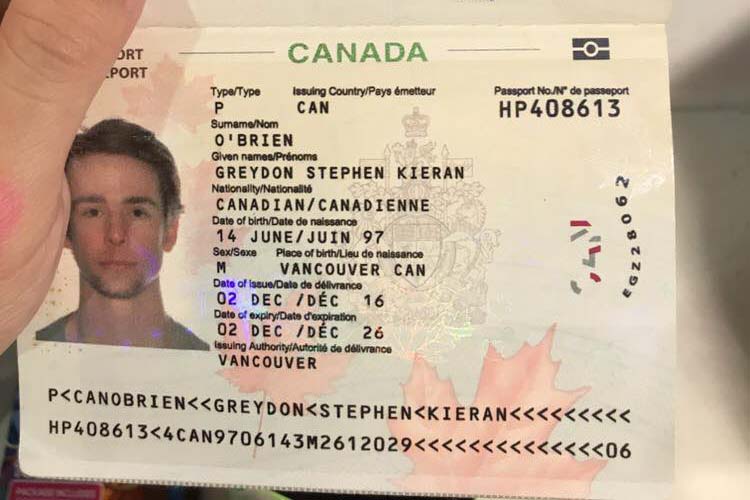 CANADA
Type/Type Issuing Country/Pays émetteur Passport No./N° de passeport
P CAN HP408613
Surname/Nom
O'BRIEN
Given names/Prénoms
GREYDON STEPHEN KIERAN
Nationality/Nationalité
CANADIAN/CANADIENNE
Date of birth/Date de naissance
14 JUNE/JUIN 97
Sex/Sexe Place of birth/Lieu de naissance
M VANCOUVER CAN
Date of issue/Date de délivrance
02 DEC /DÉC 16
Date of expiry/Date d'expiration
02 DEC /DÉC 26
Issuing Authority/Autorité de délivrance
VANCOUVER
CAN
P<CANOBRIEN<<GREYDON<STEPHEN<KIERAN<<<<<<<<<
HP408613<4CAN9706143M2612029<<<<<<<<<<<<<<06